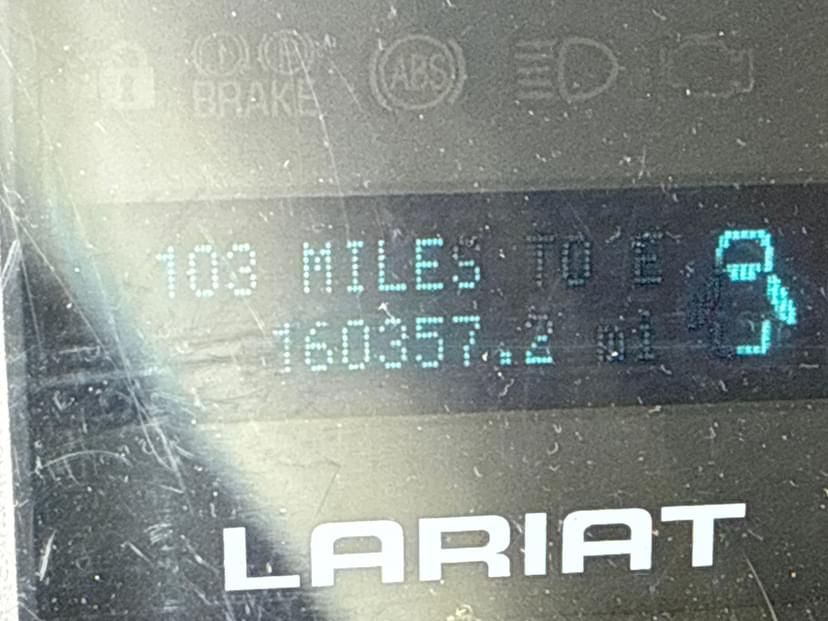 BRAKE
ABS
103 MILES TO E
160357.2 mi
LARIAT